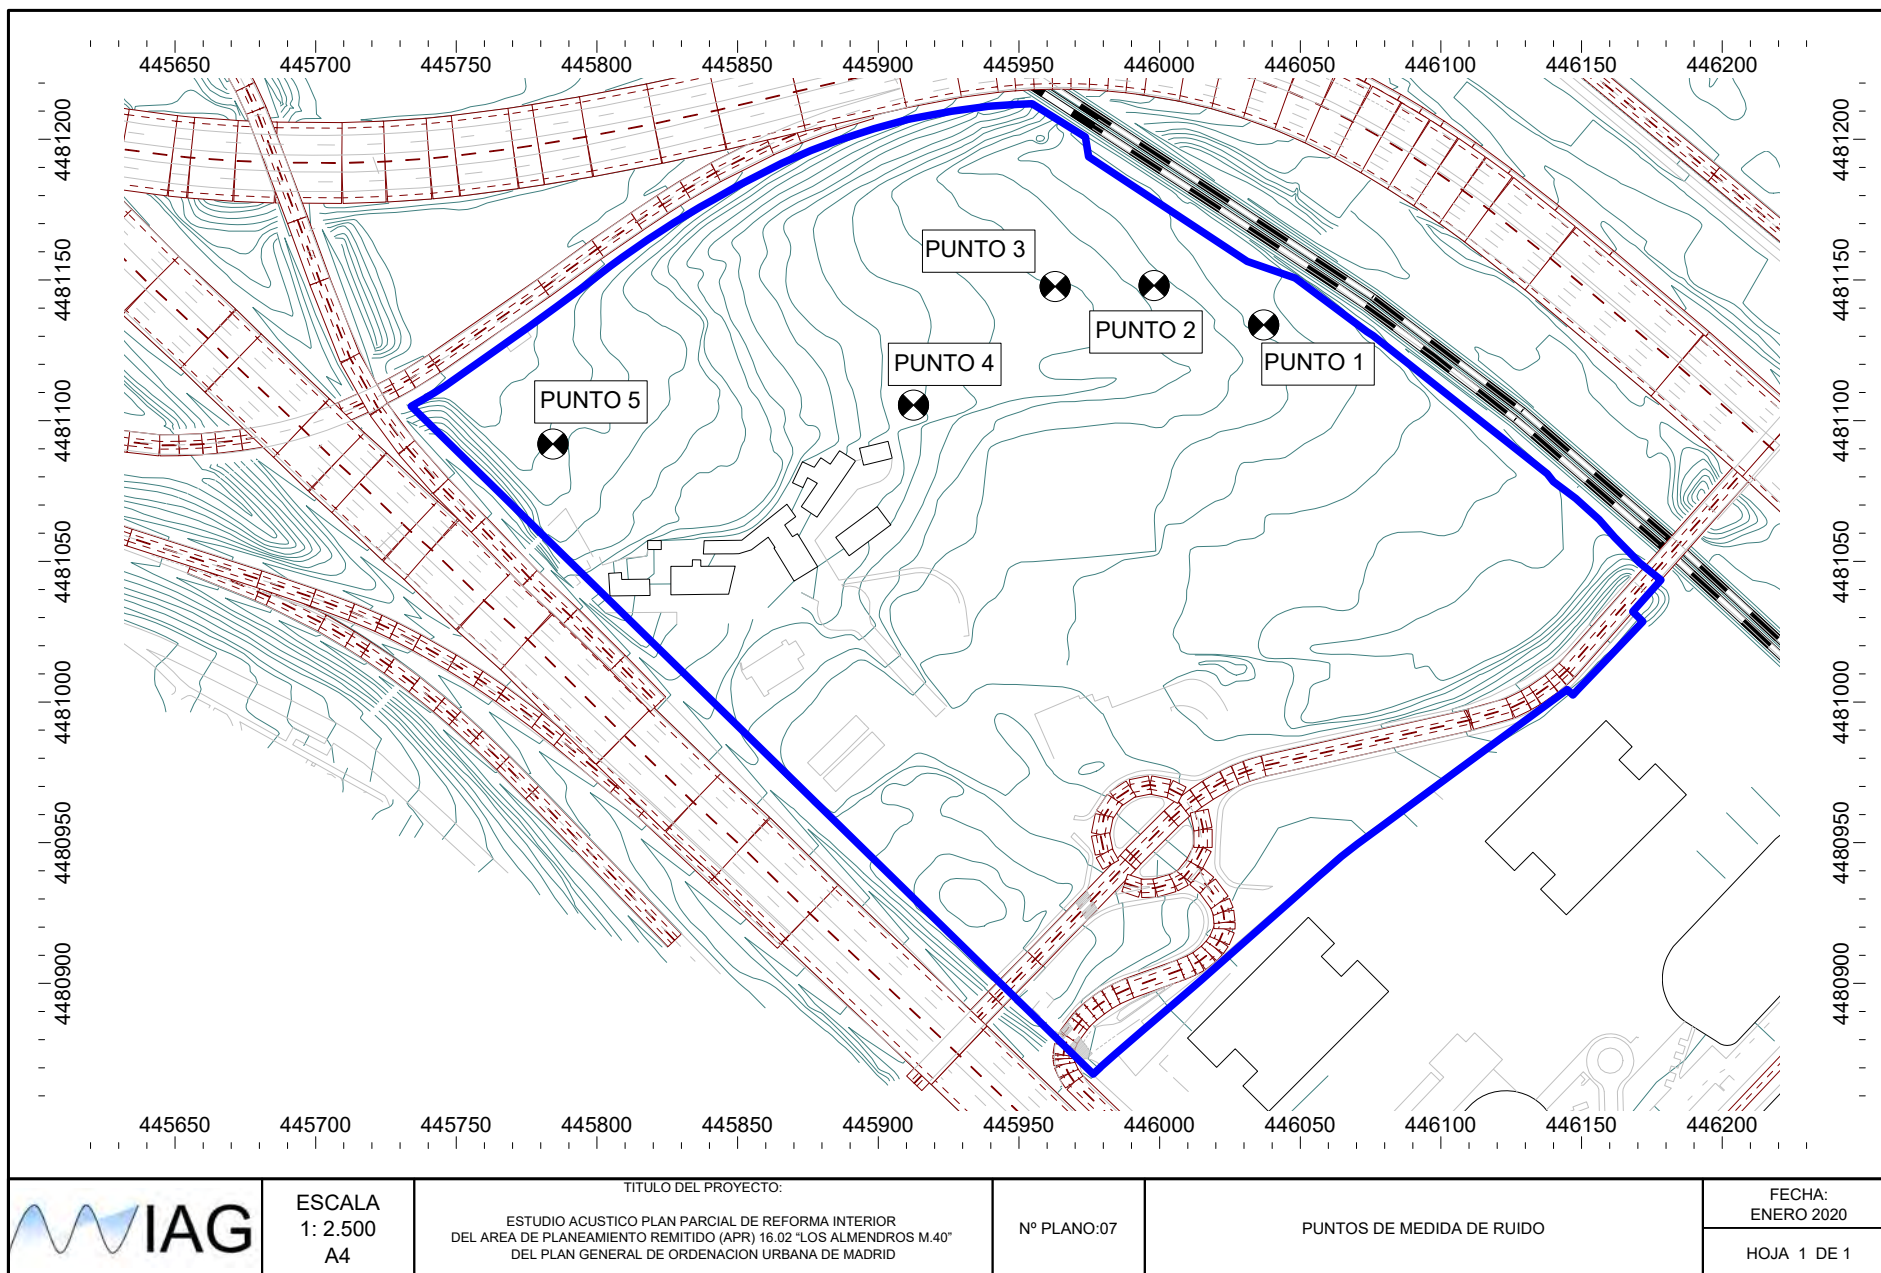 445650 445700 445750 445800 445850 445900 445950 446000 446050 446100 446150 446200
4481200
4481150
4481100
4481050
4481000
4480950
4480900
4481200
4481150
4481100
4481050
4481000
4480950
4480900
PUNTO 3
PUNTO 2
PUNTO 1
PUNTO 4
PUNTO 5
445650 445700 445750 445800 445850 445900 445950 446000 446050 446100 446150 446200
IAG
ESCALA
1: 2.500
A4
TITULO DEL PROYECTO:
ESTUDIO ACUSTICO PLAN PARCIAL DE REFORMA INTERIOR
DEL AREA DE PLANEAMIENTO REMITIDO (APR) 16.02 “LOS ALMENDROS M.40”
DEL PLAN GENERAL DE ORDENACION URBANA DE MADRID
Nº PLANO:07
PUNTOS DE MEDIDA DE RUIDO
FECHA:
ENERO 2020
HOJA 1 DE 1